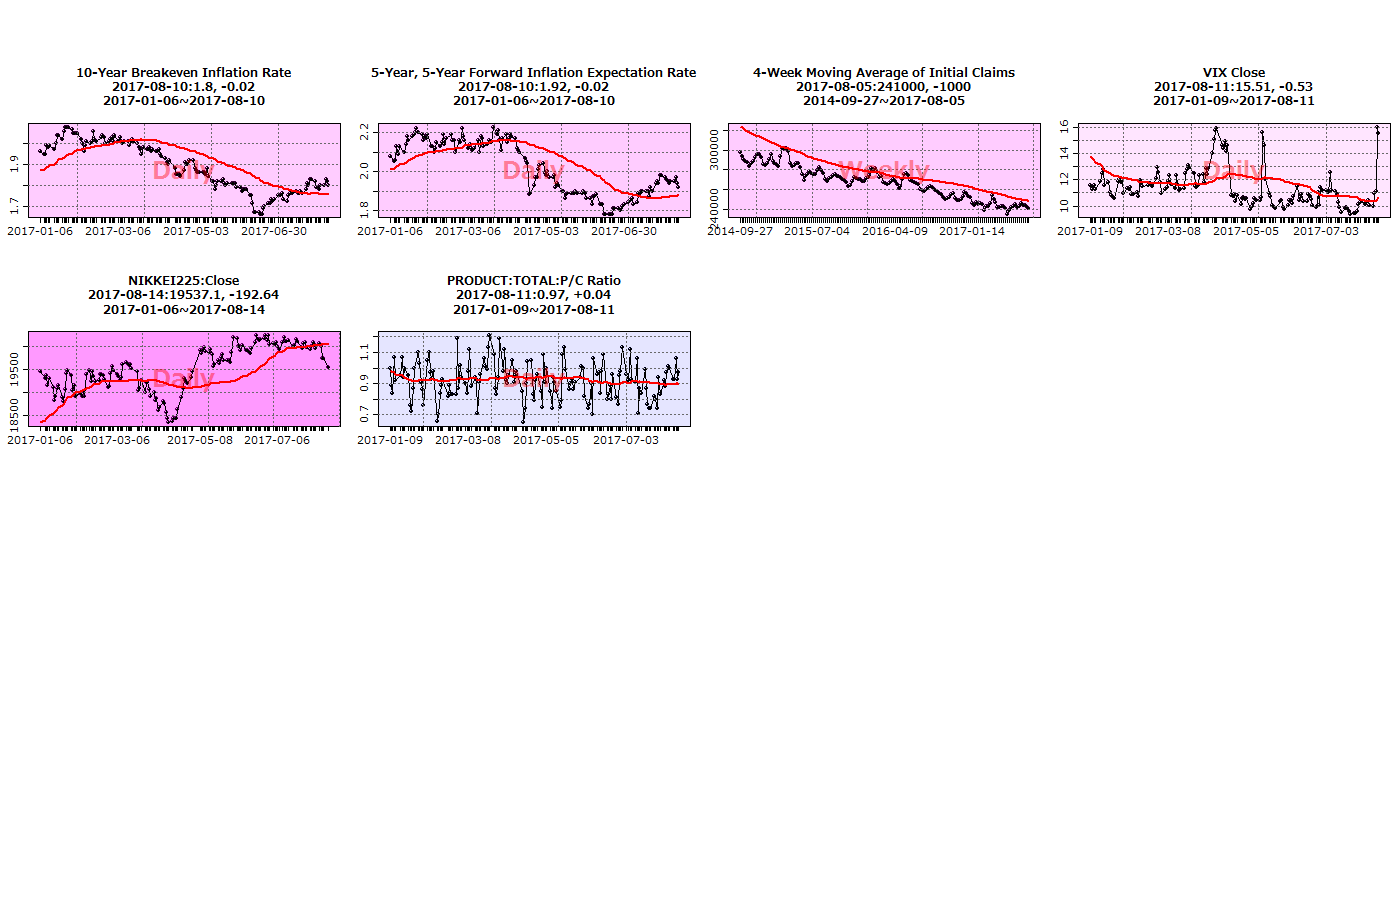 10-Year Breakeven Inflation Rate
2017-08-10:1.8, -0.02
2017-01-06~2017-08-10
1.9
1.7
Daily
2017-01-06 2017-03-06 2017-05-03 2017-06-30
5-Year, 5-Year Forward Inflation Expectation Rate
2017-08-10:1.92, -0.02
2017-01-06~2017-08-10
2.2
2.0
1.8
Daily
2017-01-06 2017-03-06 2017-05-03 2017-06-30
4-Week Moving Average of Initial Claims
2017-08-05:241000, -1000
2014-09-27~2017-08-05
300000
240000
Weekly
2014-09-27 2015-07-04 2016-04-09 2017-01-14
VIX Close
2017-08-11:15.51, -0.53
2017-01-09~2017-08-11
16
14
12
10
Daily
2017-01-09 2017-03-08 2017-05-05 2017-07-03
NIKKEI225:Close
2017-08-14:19537.1, -192.64
2017-01-06~2017-08-14
19500
18500
Daily
2017-01-06 2017-03-06 2017-05-08 2017-07-06
PRODUCT:TOTAL:P/C Ratio
2017-08-11:0.97, +0.04
2017-01-09~2017-08-11
1.1
0.9
0.7
Daily
2017-01-09 2017-03-08 2017-05-05 2017-07-03